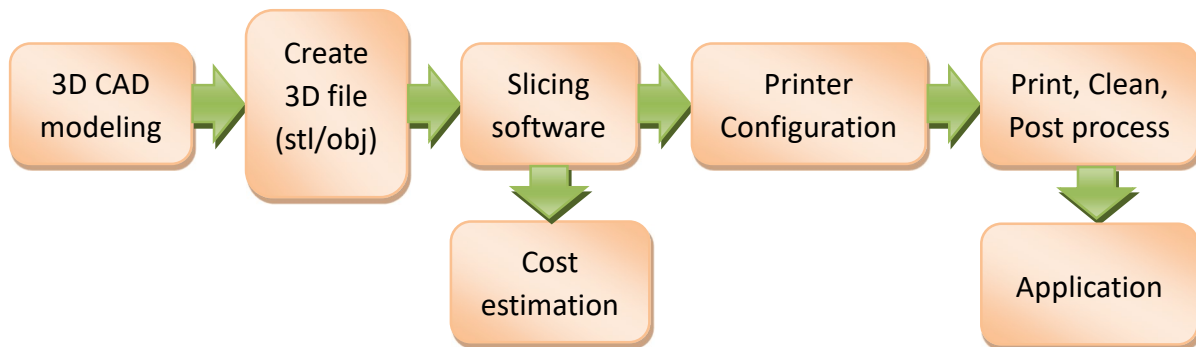 3D CAD
modeling
Create
3D file
(stl/obj)
Slicing
software
Printer
Configuration
Print, Clean,
Post process
Cost
estimation
Application